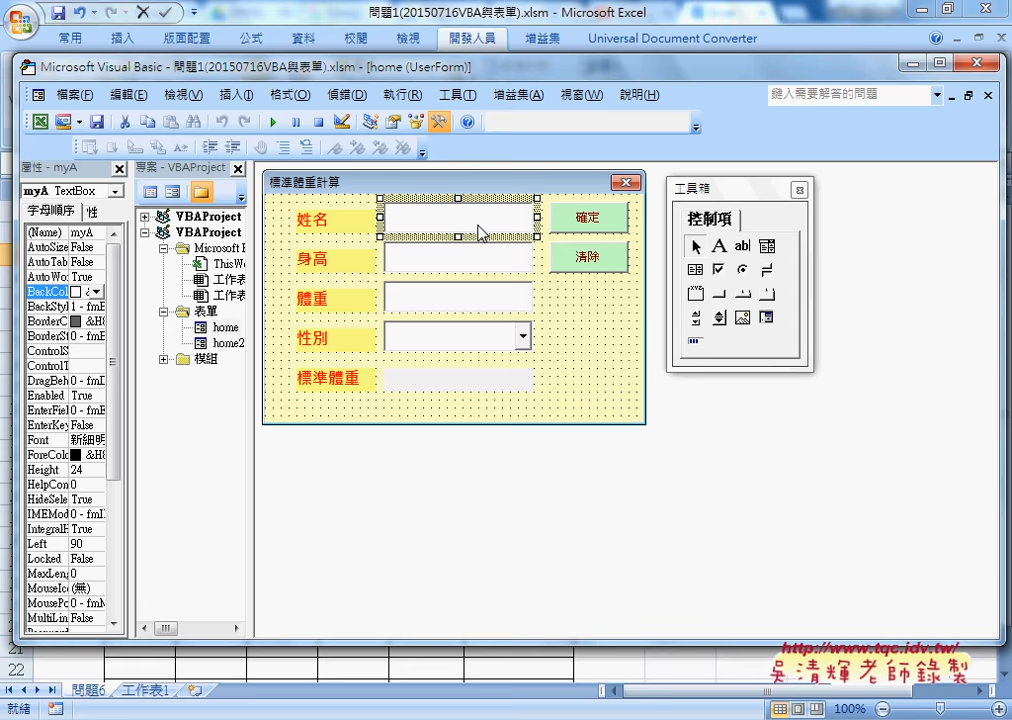 問題1(20150716VBA與表單).xlsm - Microsoft Excel
常用 插入 版面配置 公式 資料 校閱 檢視 開發人員 增益集 Universal Document Converter
Microsoft Visual Basic - 問題1(20150716VBA與表單).xlsm - [home (UserForm)]
檔案(F) 編輯(E) 檢視(V) 插入(I) 格式(O) 偵錯(D) 執行(R) 工具(T) 增益集(A) 視窗(W) 說明(H) 鍵入需要解答的問題
屬性 - myA
myA TextBox
字母順序 性
(Name) myA
AutoSize False
AutoTab False
AutoWo True
BackCol
BackStyl 1 - fmE
BorderC &H
BorderSt 0 - fmE
ControlS
ControlT
DragBeh 0 - fmD
Enabled True
EnterFiel 0 - fmE
EnterKey False
Font 新細明
ForeColo &H8
Height 24
HelpCon 0
HideSele True
IMEMod 0 - fmI
IntegralH True
Left 90
Locked False
MaxLeng 0
MouseIco (無)
MousePo 0 - fmM
MultiLin False
專案 - VBAProject
VBAProject
VBAProject
Microsoft E
ThisWo
工作表
工作表
表單
home
home2
模組
標準體重計算
姓名
確定
身高
清除
體重
性別
標準體重
工具箱
控制項
A ab|
21
22
http://www.tqc.idv.tw/
吳清輝老師錄製
問題6 工作表1
就緒 100%